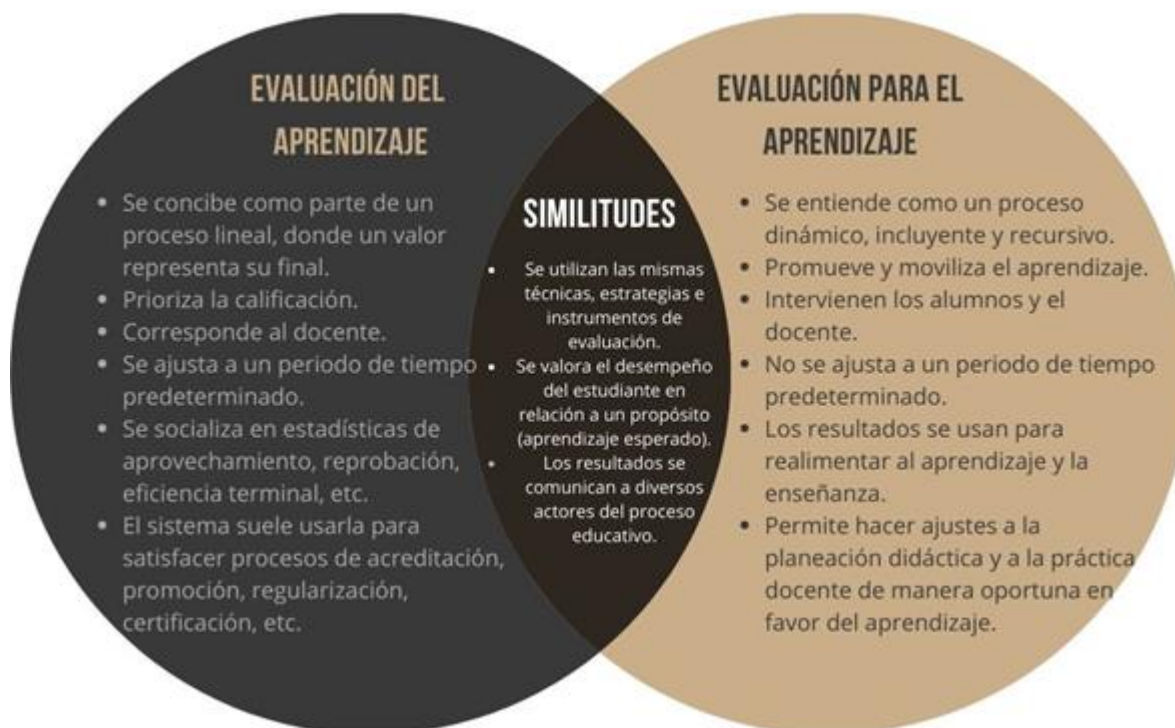 EVALUACIÓN DEL
APRENDIZAJE
• Se concibe como parte de un
proceso lineal, donde un valor
representa su final.
• Prioriza la calificación.
• Corresponde al docente.
• Se ajusta a un periodo de tiempo
predeterminado.
• Se socializa en estadísticas de
aprovechamiento, reprobación,
eficiencia terminal, etc.
• El sistema suele usarla para
satisfacer procesos de acreditación,
promoción, regularización,
certificación, etc.
SIMILITUDES
• Se utilizan las mismas
técnicas, estrategias e
instrumentos de
evaluación.
• Se valora el desempeño
del estudiante en
relación a un propósito
(aprendizaje esperado).
• Los resultados se
comunican a diversos
actores del proceso
educativo.
EVALUACIÓN PARA EL
APRENDIZAJE
• Se entiende como un proceso
dinámico, incluyente y recursivo.
• Promueve y moviliza el aprendizaje.
• Intervienen los alumnos y el
docente.
• No se ajusta a un periodo de tiempo
predeterminado.
• Los resultados se usan para
realimentar al aprendizaje y la
enseñanza.
• Permite hacer ajustes a la
planeación didáctica y a la práctica
docente de manera oportuna en
favor del aprendizaje.